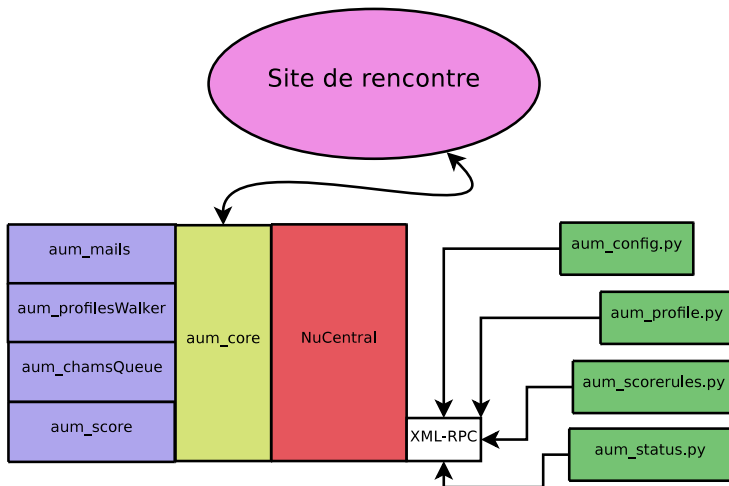 Site de rencontre
aum_mails
aum_profilesWalker
aum_chamsQueue
aum_score
aum_core
NuCentral
XML-RPC
aum_config.py
aum_profile.py
aum_scorerules.py
aum_status.py